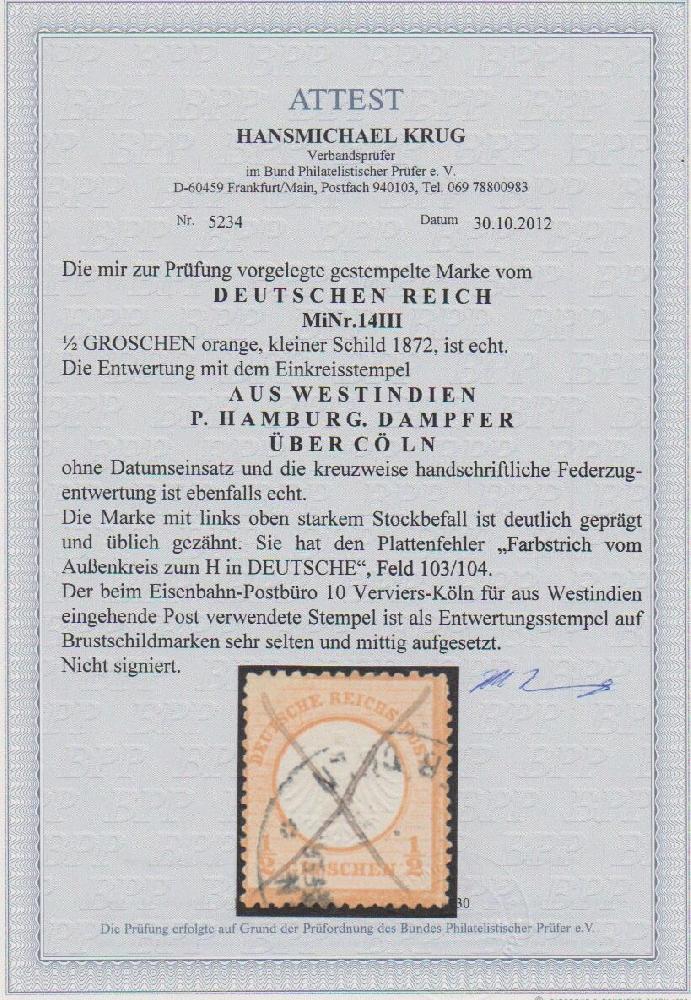 ATTEST
HANSMICHAEL KRUG
Verbandsprüfer
im Bund Philatelistischer Prüfer e. V.
D-60459 Frankfurt/Main, Postfach 940103, Tel. 069 78800983
Nr. 5234 Datum 30.10.2012
Die mir zur Prüfung vorgelegte gestempelte Marke vom
DEUTSCHEN REICH
MiNr.14III
½ GROSCHEN orange, kleiner Schild 1872, ist echt.
Die Entwertung mit dem Einkreisstempel
AUS WESTINDIEN
P. HAMBURG. DAMPFER
ÜBER CÖLN
ohne Datumseinsatz und die kreuzweise handschriftliche Federzug-
entwertung ist ebenfalls echt.
Die Marke mit links oben starkem Stockbefall ist deutlich geprägt
und üblich gezähnt. Sie hat den Plattenfehler „Farbstrich vom
Außenkreis zum H in DEUTSCHE“, Feld 103/104.
Der beim Eisenbahn-Postbüro 10 Verviers-Köln für aus Westindien
eingehende Post verwendete Stempel ist als Entwertungsstempel auf
Brustschildmarken sehr selten und mittig aufgesetzt.
Nicht signiert.
DEUTSCHE REICHS POST
1/2 1/2
30
Die Prüfung erfolgte auf Grund der Prüfordnung des Bundes Philatelistischer Prüfer e.V.